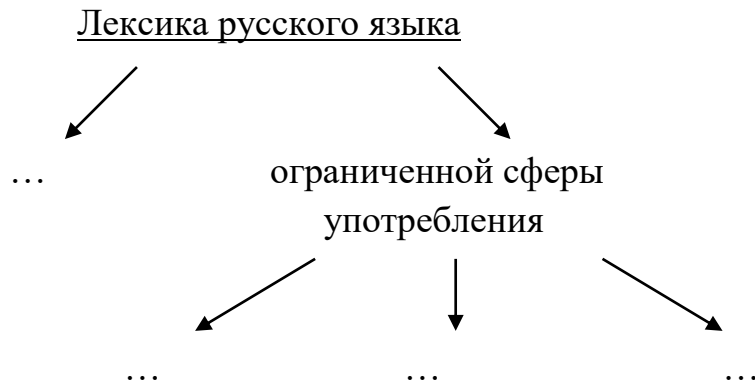 Лексика русского языка
…
ограниченной сферы
употребления
… … …